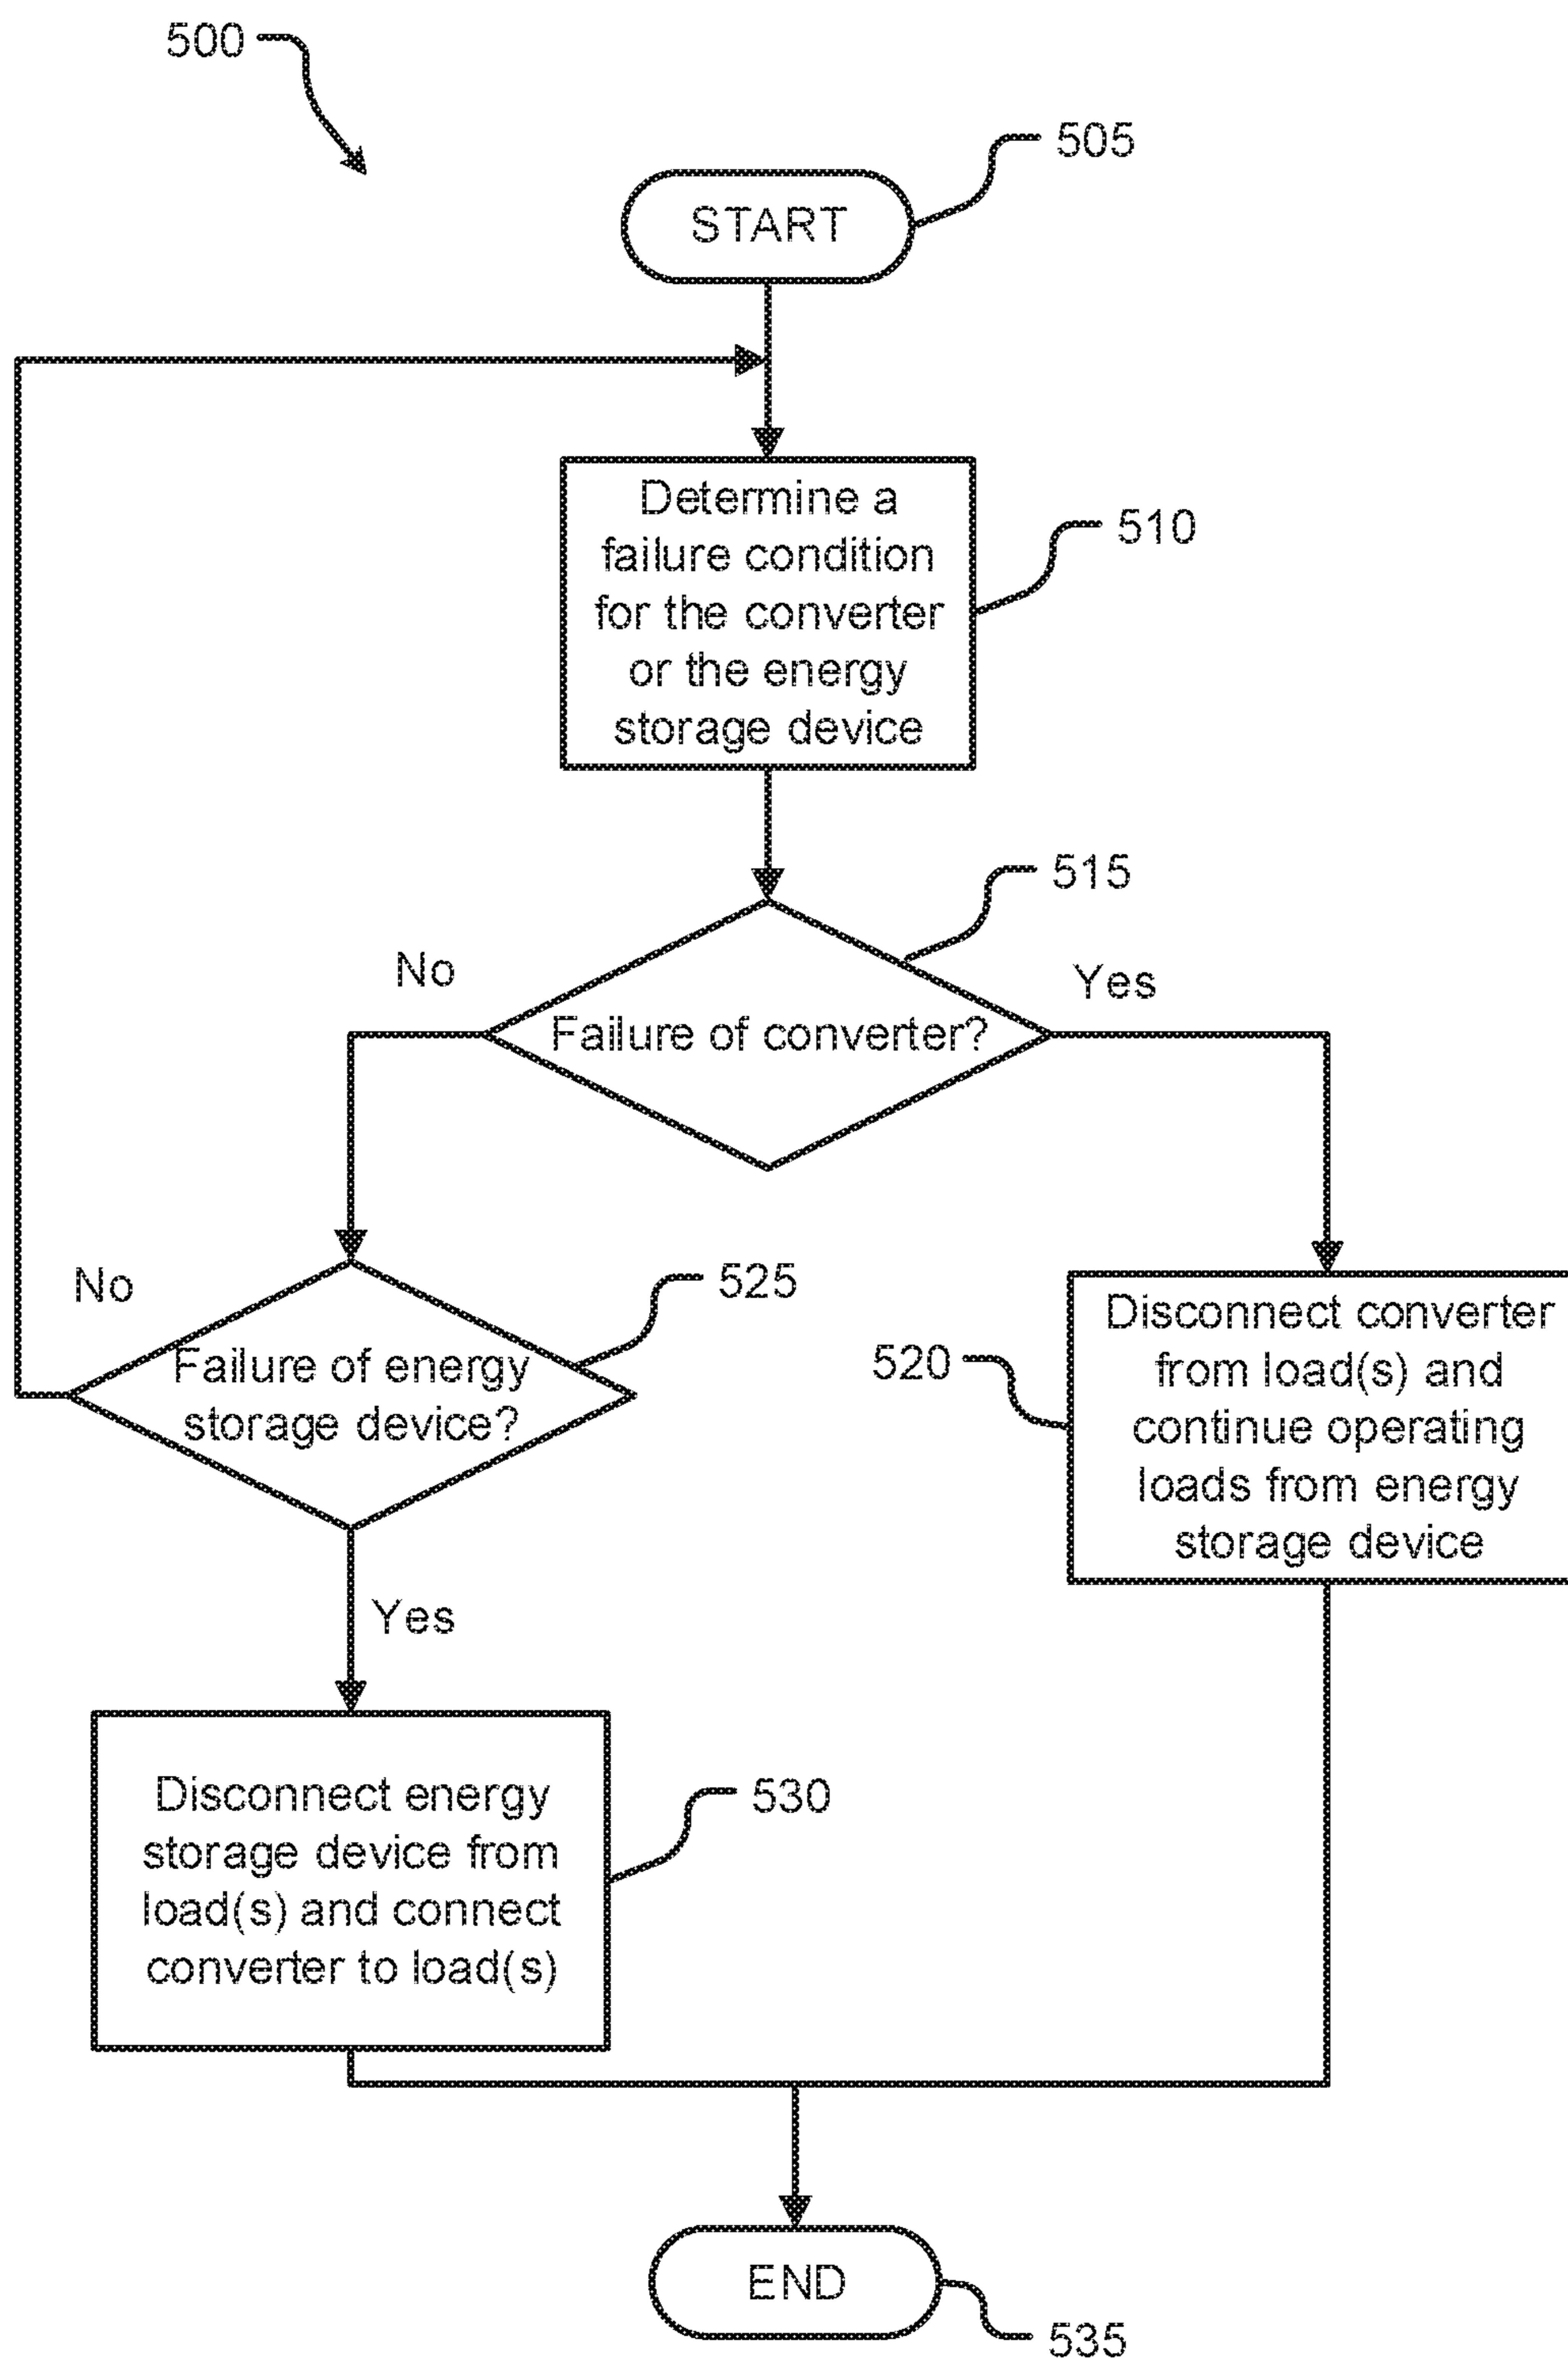 500
505
START
Determine a
failure condition
for the converter
or the energy
storage device
510
515
No
Yes
Failure of converter?
No
525
Failure of energy
storage device?
520
Disconnect converter
from load(s) and
continue operating
loads from energy
storage device
Yes
Disconnect energy
storage device from
load(s) and connect
converter to load(s)
530
END
535